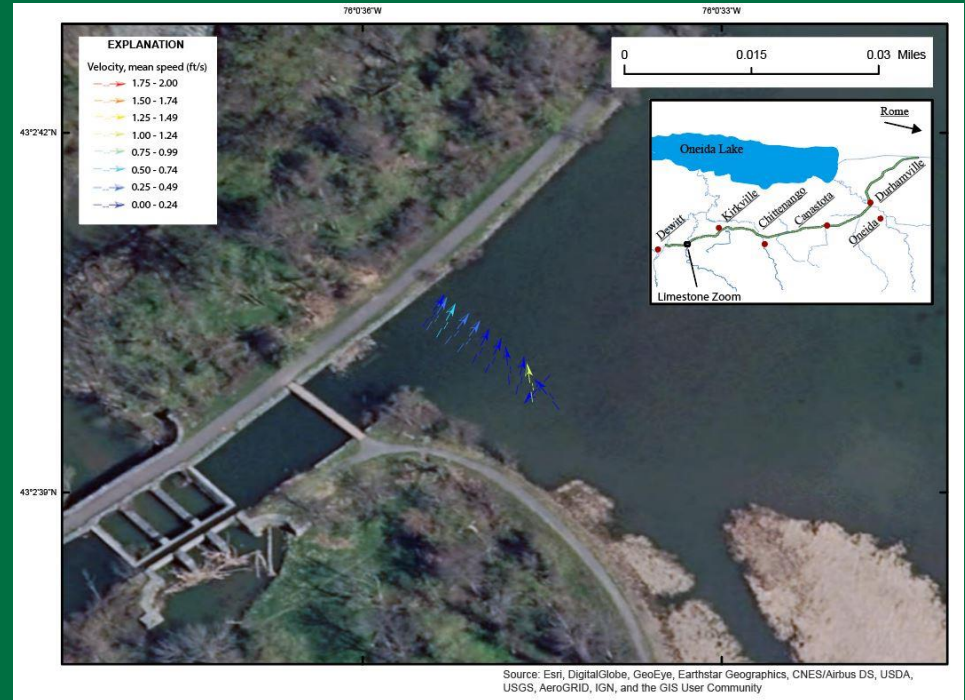 76°0'36"W
76°0'33"W
EXPLANATION
Velocity, mean speed (ft/s)
1.75 - 2.00
1.50 - 1.74
1.25 - 1.49
1.00 - 1.24
0.75 - 0.99
0.50 - 0.74
0.25 - 0.49
0.00 - 0.24
0 0.015 0.03 Miles
43°2'42"N
Rome
Oneida Lake
Durhamville
Kirkville
Chittenango
Canastota
Dewitt
Oneida
Limestone Zoom
43°2'39"N
Source: Esri, DigitalGlobe, GeoEye, Earthstar Geographics, CNES/Airbus DS, USDA,
USGS, AeroGRID, IGN, and the GIS User Community